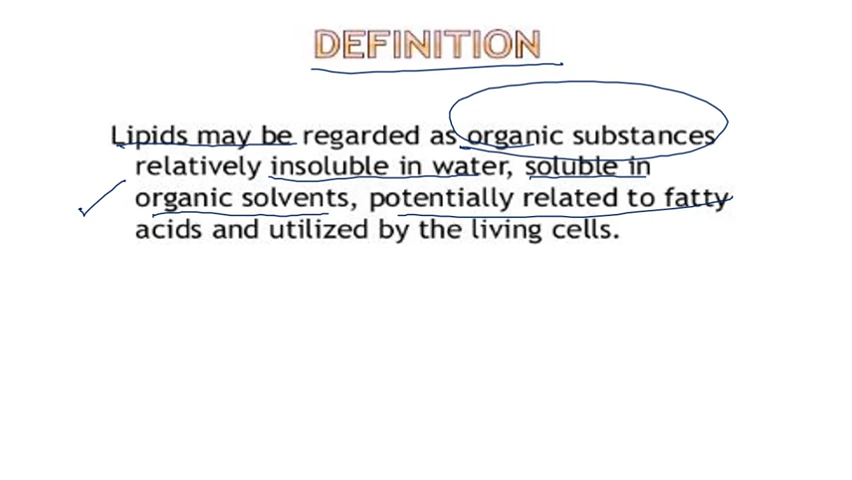 DEFINITION
Lipids may be regarded as organic substances
relatively insoluble in water, soluble in
organic solvents, potentially related to fatty
acids and utilized by the living cells.